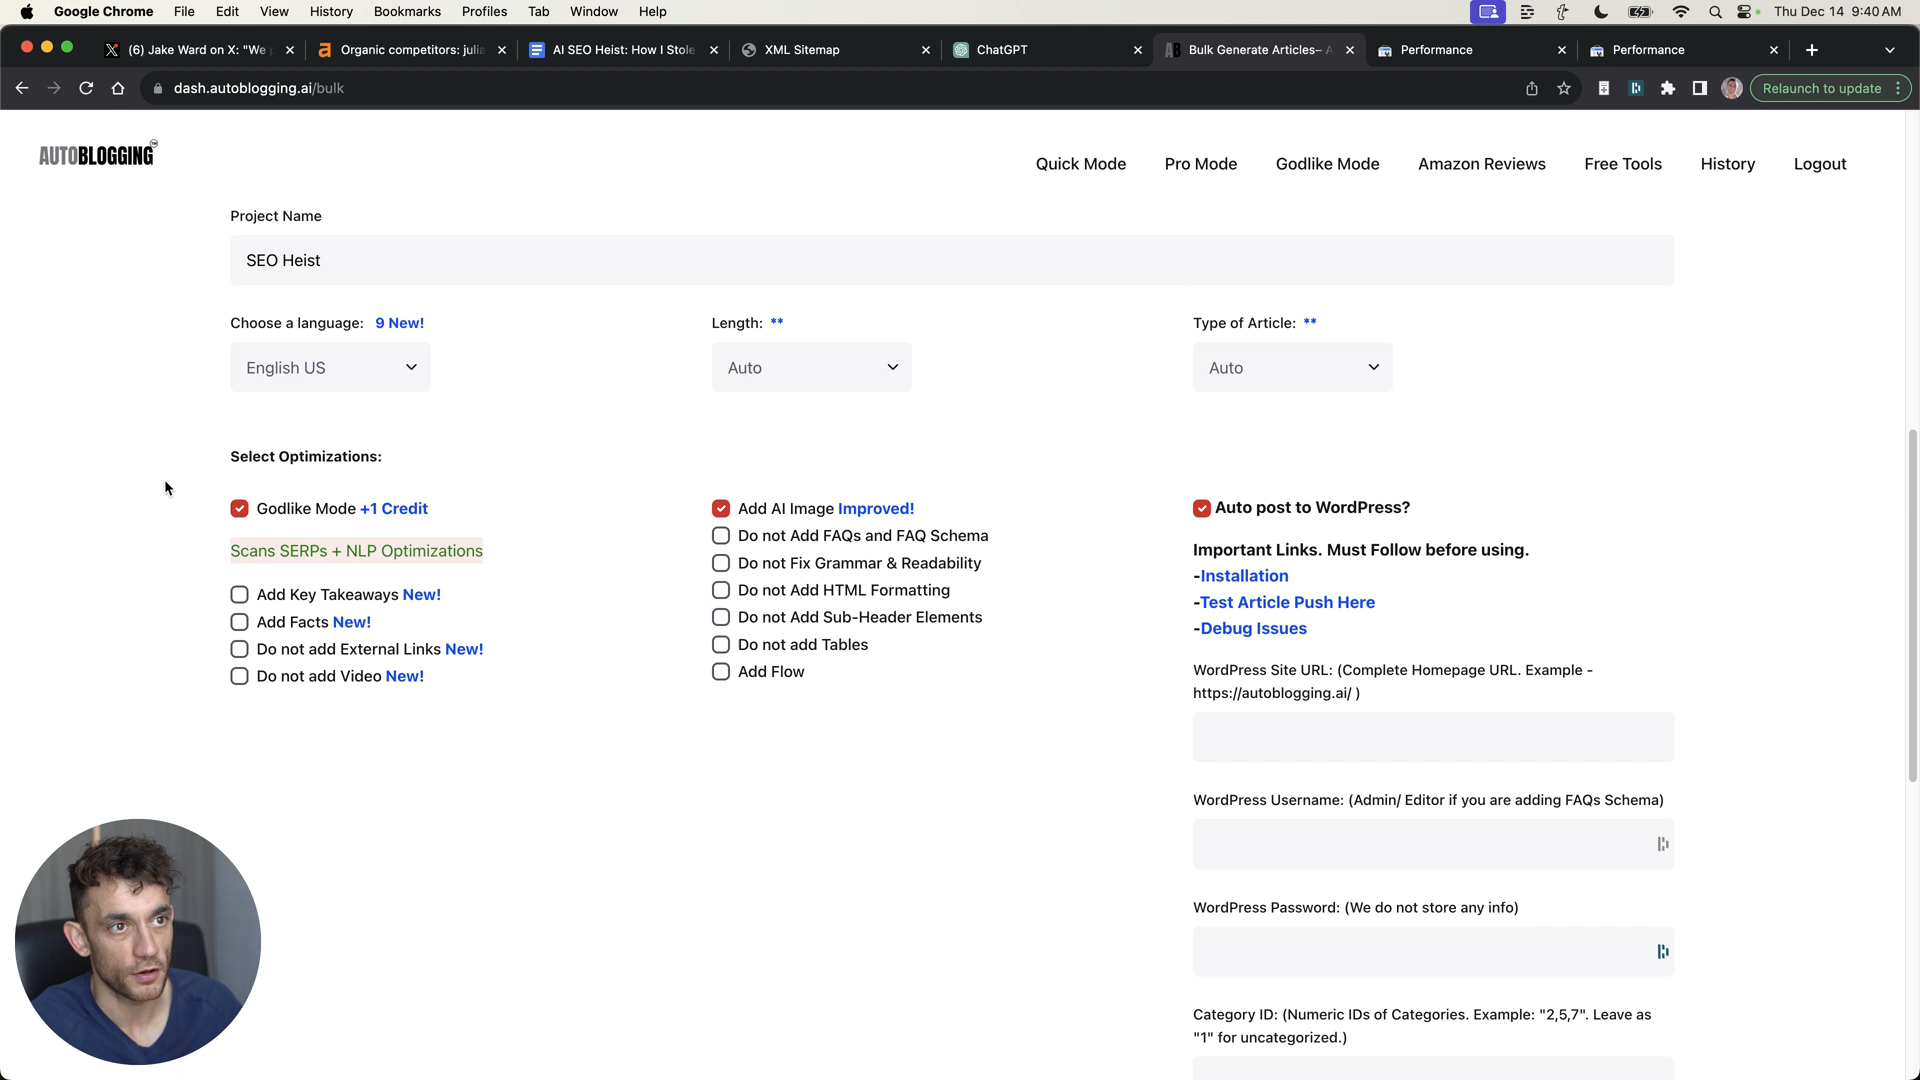 Google Chrome File Edit View History Bookmarks Profiles Tab Window Help Thu Dec 14 9:40 AM
(6) Jake Ward on X: "We
Organic competitors: julia
AI SEO Heist: How I Stole
XML Sitemap
ChatGPT
Bulk Generate Articles– A
Performance
Performance
dash.autoblogging.ai/bulk
Relaunch to update
AUTOBLOGGING
Quick Mode Pro Mode Godlike Mode Amazon Reviews Free Tools History Logout
Project Name
SEO Heist
Choose a language: 9 New!
English US
Length: **
Auto
Type of Article: **
Auto
Select Optimizations:
Godlike Mode +1 Credit
Scans SERPs + NLP Optimizations
Add Key Takeaways New!
Add Facts New!
Do not add External Links New!
Do not add Video New!
Add AI Image Improved!
Do not Add FAQs and FAQ Schema
Do not Fix Grammar & Readability
Do not Add HTML Formatting
Do not Add Sub-Header Elements
Do not add Tables
Add Flow
Auto post to WordPress?
Important Links. Must Follow before using.
-Installation
-Test Article Push Here
-Debug Issues
WordPress Site URL: (Complete Homepage URL. Example -
https://autoblogging.ai/ )
WordPress Username: (Admin/ Editor if you are adding FAQs Schema)
WordPress Password: (We do not store any info)
Category ID: (Numeric IDs of Categories. Example: "2,5,7". Leave as
"1" for uncategorized.)